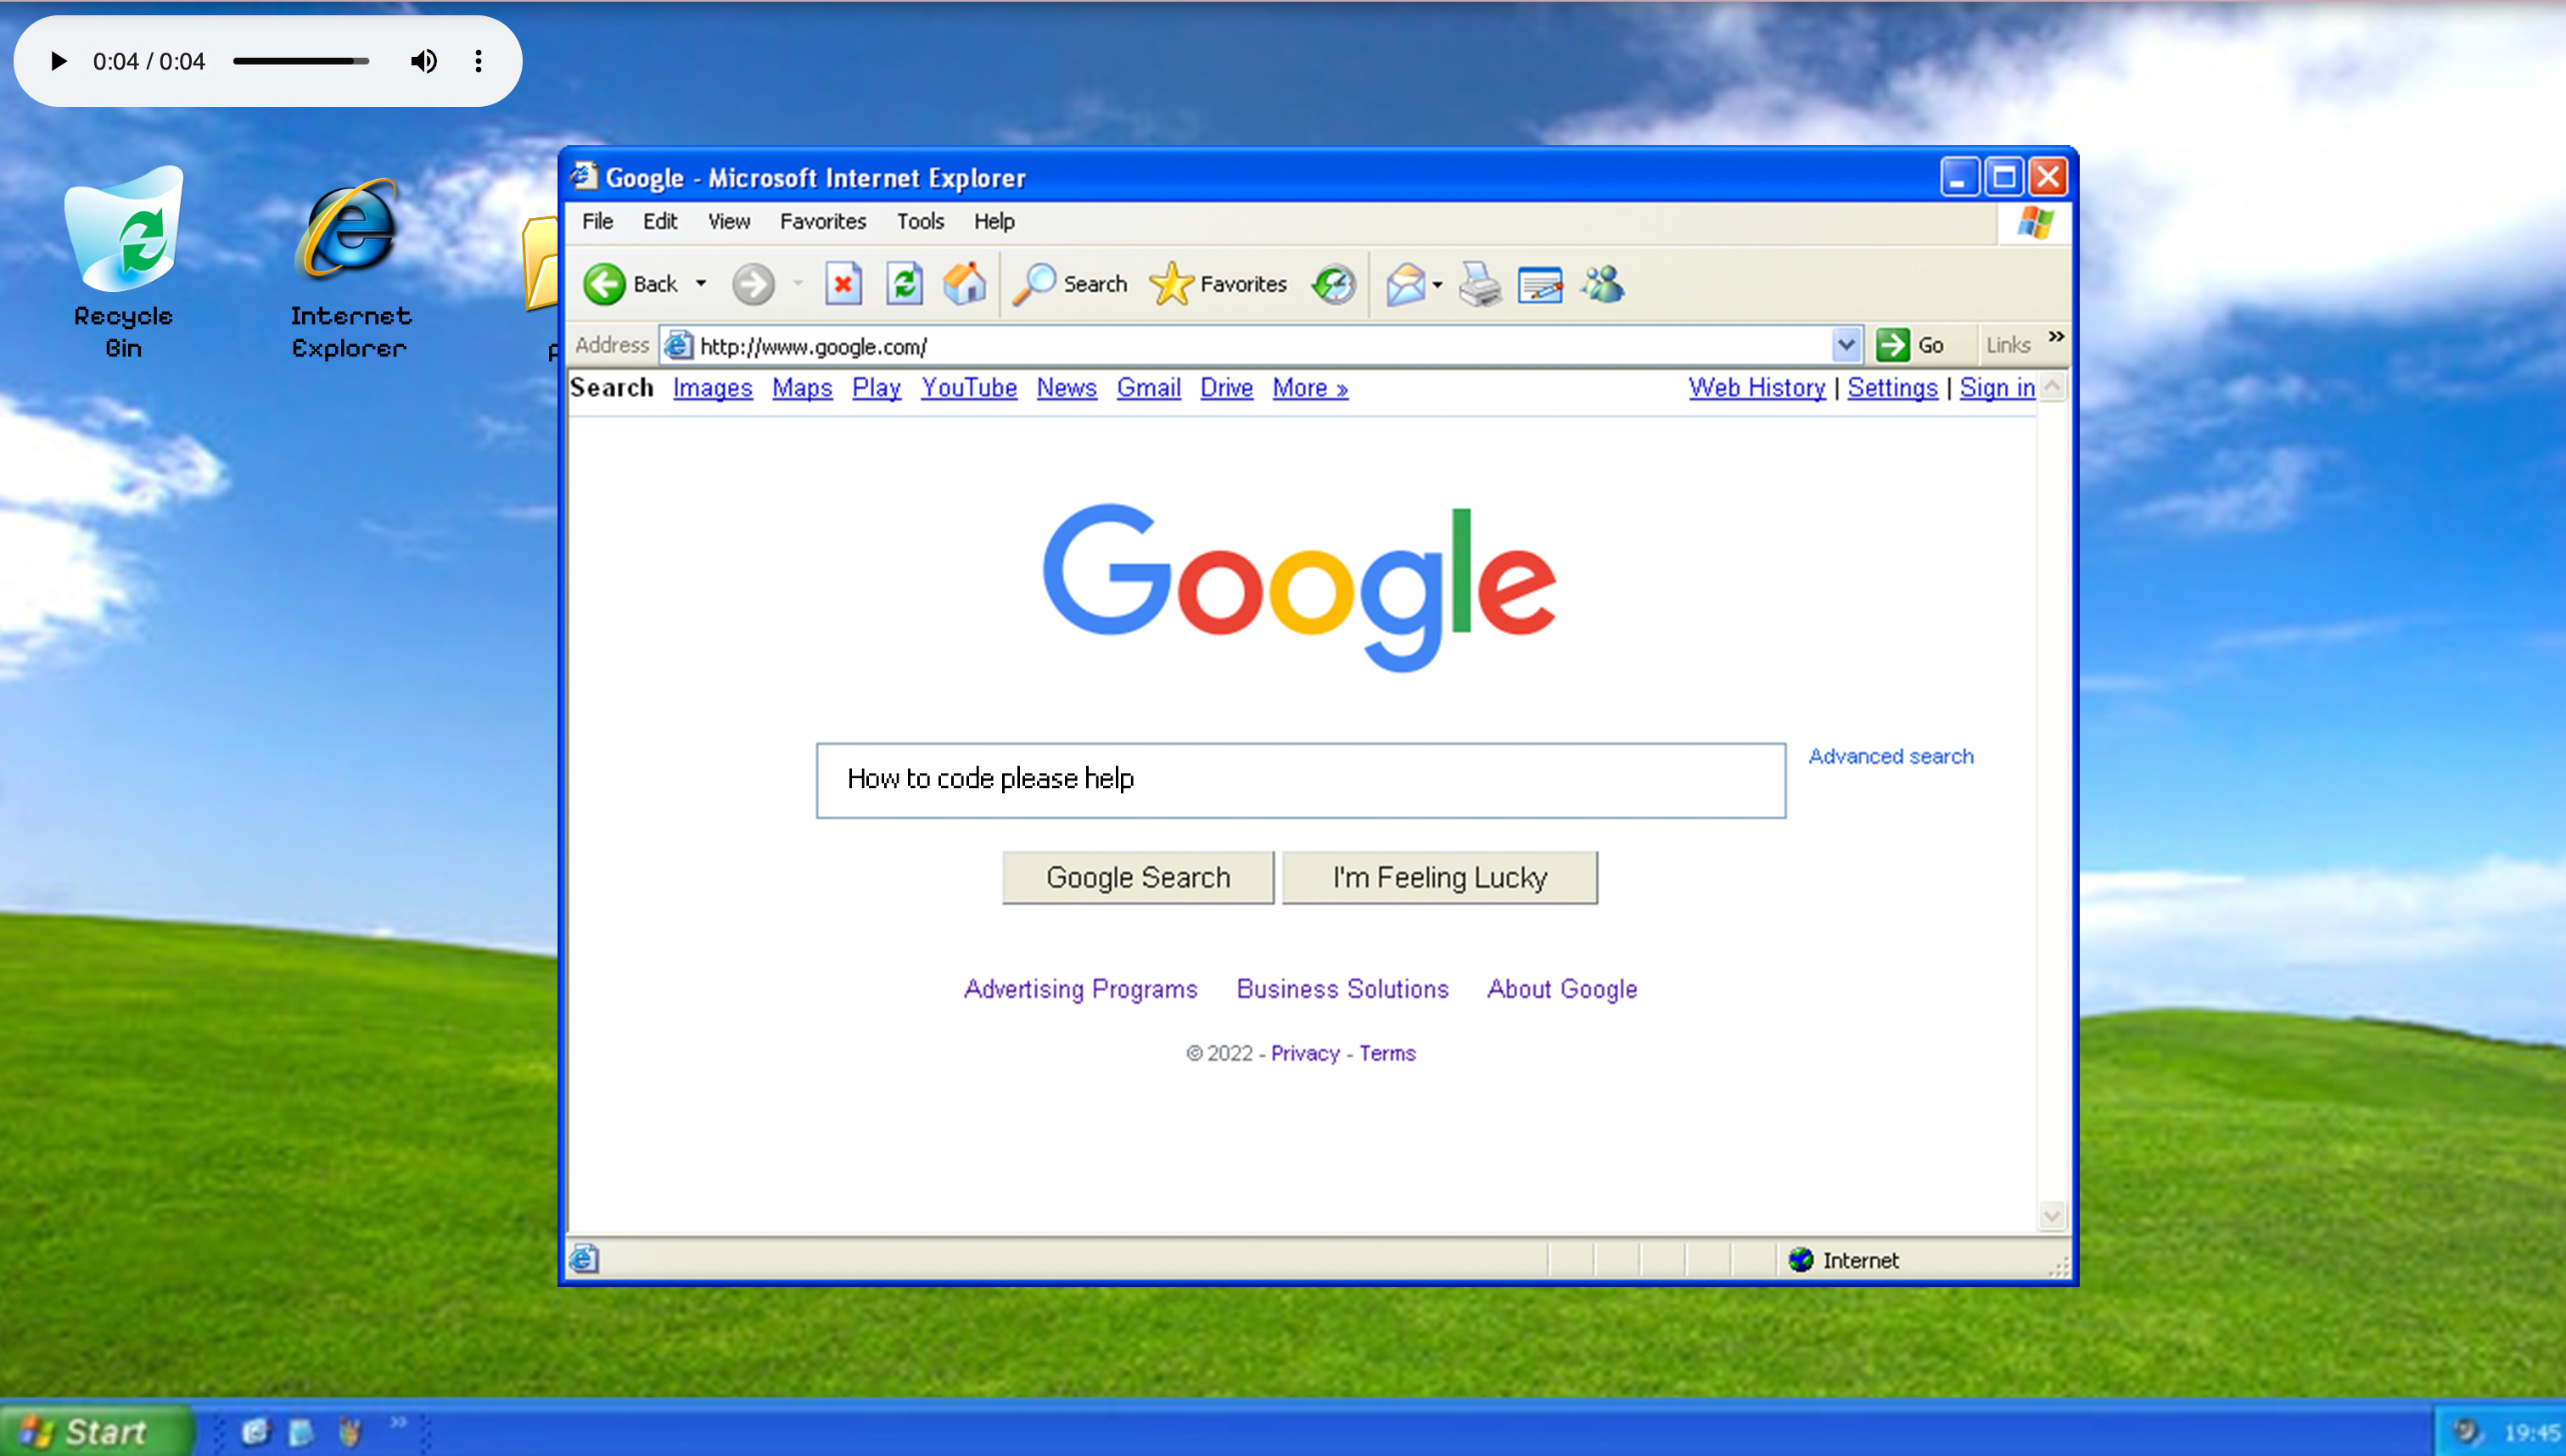 0:04 / 0:04
Recycle
Bin
Internet
Explorer
Google - Microsoft Internet Explorer
File Edit View Favorites Tools Help
Back Search Favorites
Address http://www.google.com/ Go Links »
Search Images Maps Play YouTube News Gmail Drive More » Web History | Settings | Sign in
Google
How to code please help
Advanced search
Google Search I'm Feeling Lucky
Advertising Programs Business Solutions About Google
© 2022 - Privacy - Terms
Internet
Start » 19:45